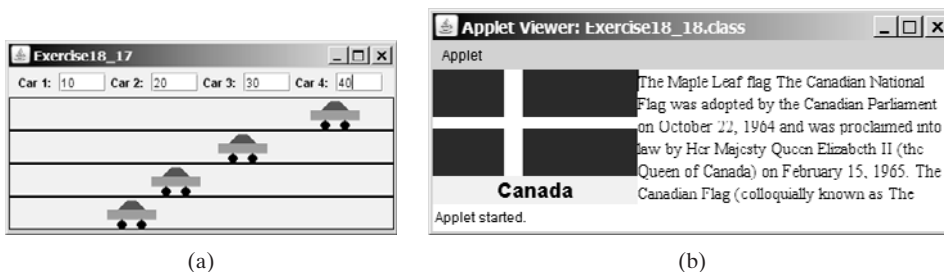 Exercise18_17
Car 1: 10 Car 2: 20 Car 3: 30 Car 4: 40
(a)
Applet Viewer: Exercise18_18.class
Applet
The Maple Leaf flag The Canadian National
Flag was adopted by the Canadian Parliament
on October 22, 1964 and was proclaimed into
law by Her Majesty Queen Elizabeth II (the
Queen of Canada) on February 15, 1965. The
Canadian Flag (colloquially known as The
Canada
Applet started.
(b)